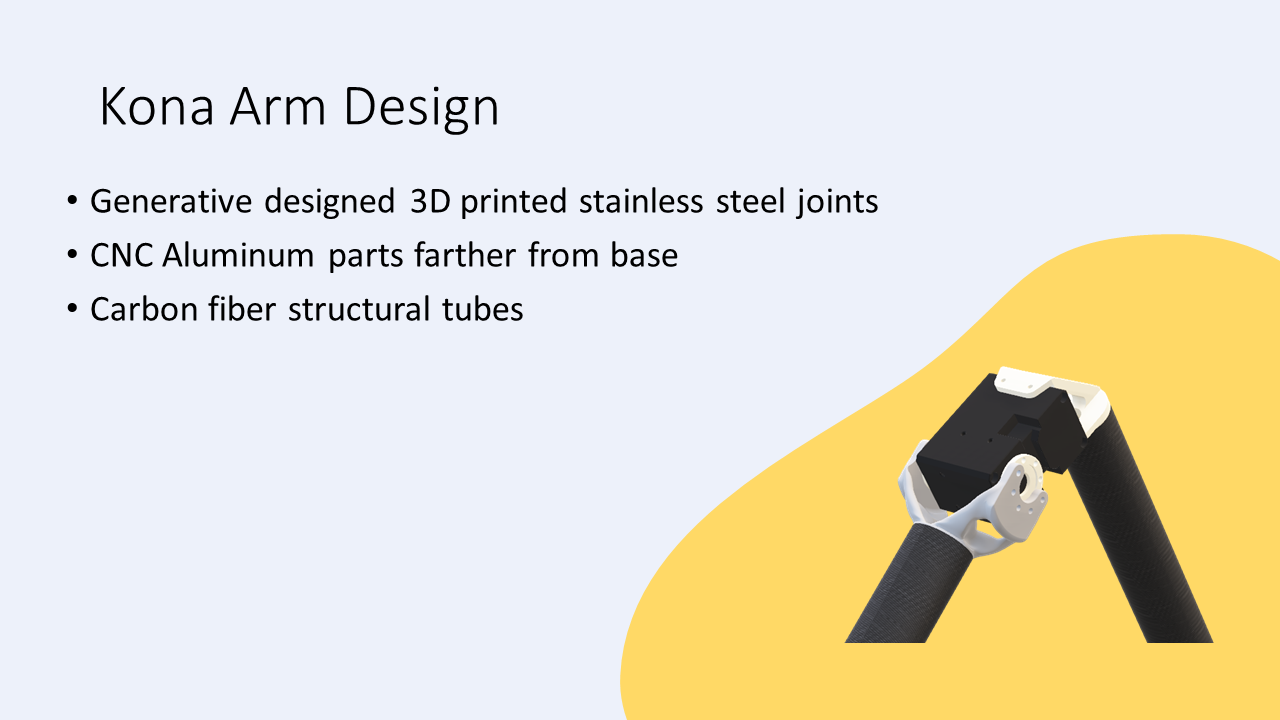 Kona Arm Design
• Generative designed 3D printed stainless steel joints
• CNC Aluminum parts farther from base
• Carbon fiber structural tubes